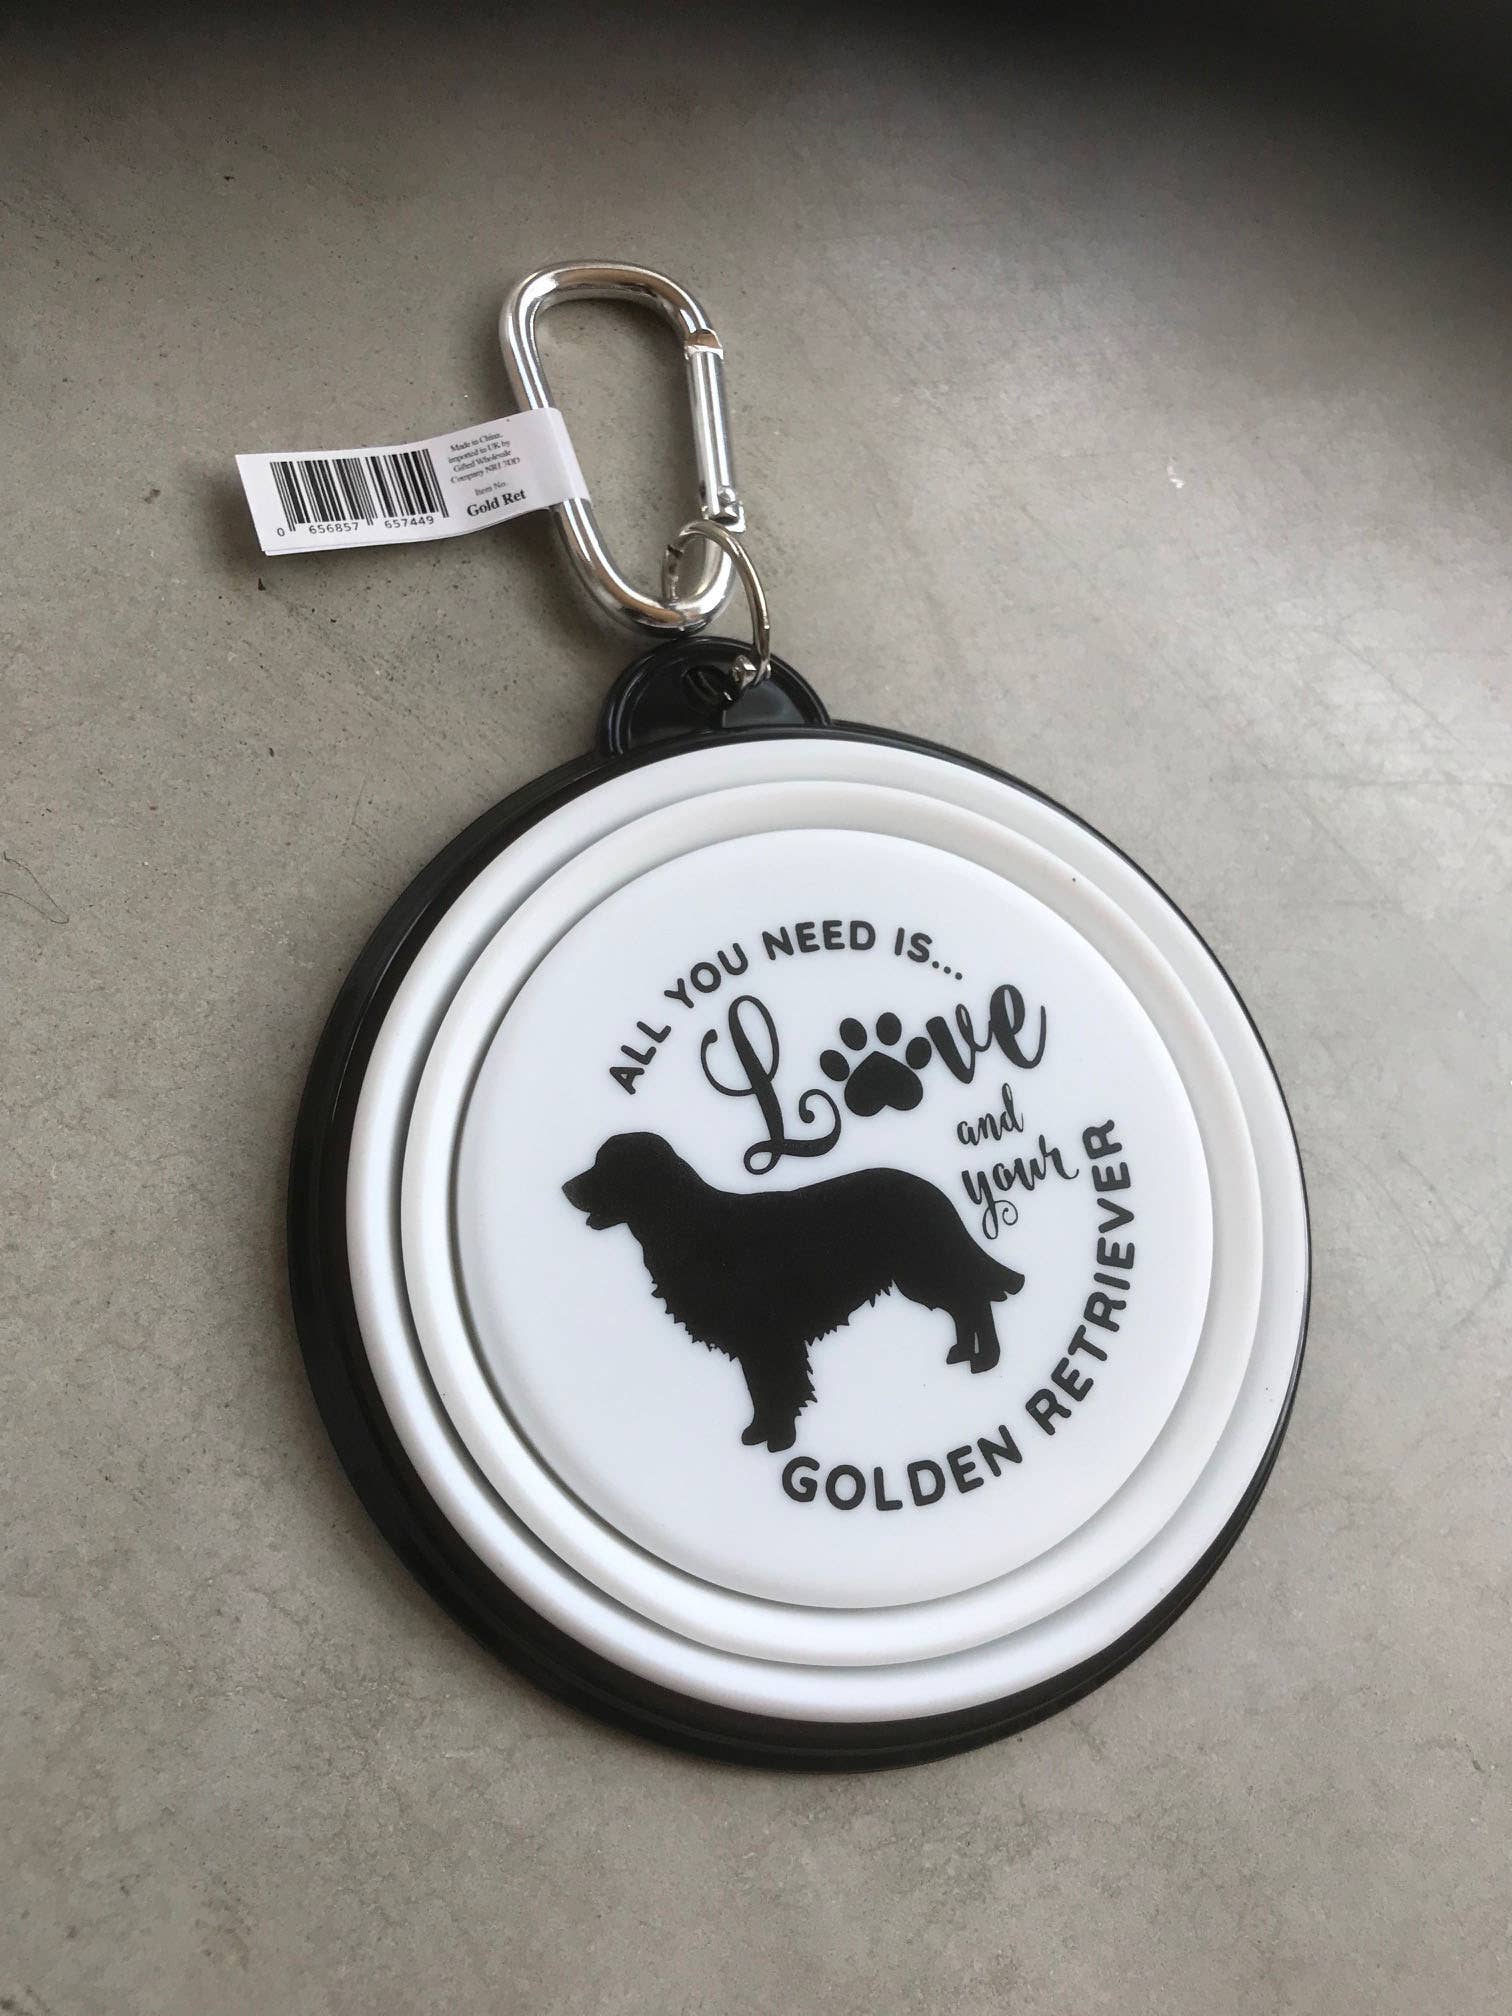 Made in China,
imported to UK by
Gifted Wholesale
Company NR1 7DD
Item No.
Gold Ret
0 656857 657449
ALL YOU NEED IS...
Love
and
your
GOLDEN RETRIEVER